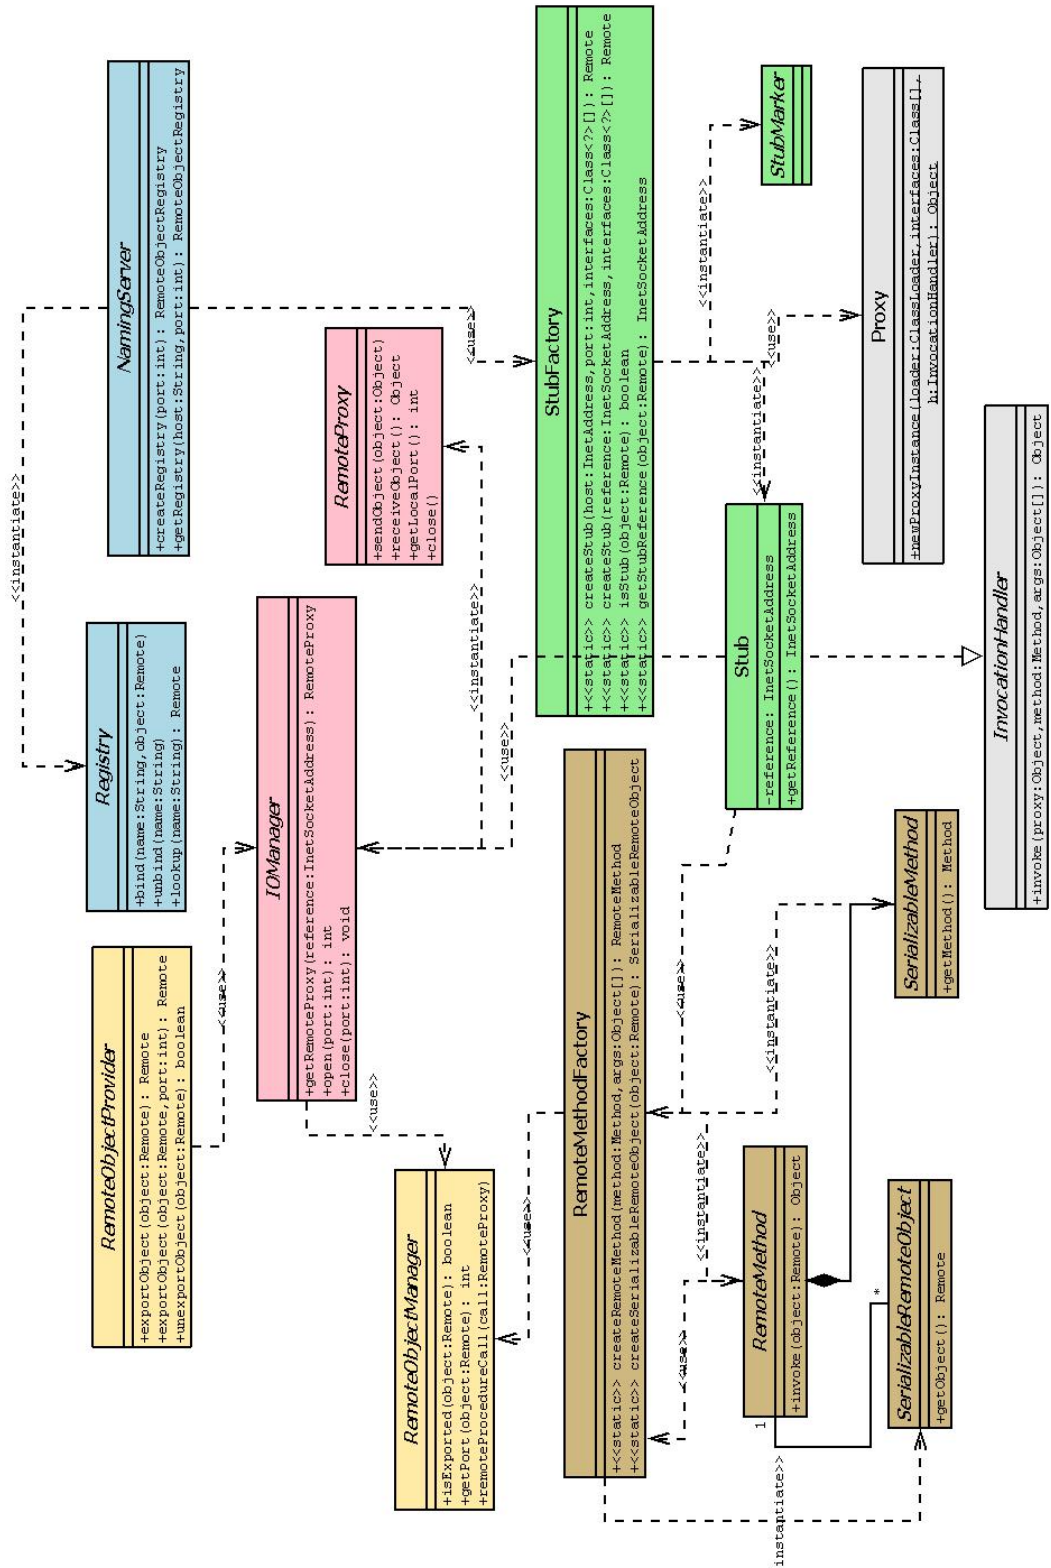 RemoteObjectProvider
+exportObject(object:Remote): Remote
+exportObject(object:Remote,port:int): Remote
+unexportObject(object:Remote): boolean
Registry
+bind(name:String,object:Remote)
+unbind(name:String)
+lookup(name:String): Remote
<<instantiate>>
NamingServer
+createRegistry(port:int): RemoteObjectRegistry
+getRegistry(host:String,port:int): RemoteObjectRegistry
<<use>>
IOManager
+getRemoteProxy(reference:InetSocketAddress): RemoteProxy
+open(port:int): int
+close(port:int): void
RemoteProxy
+sendObject(object:Object)
+receiveObject(): Object
+getLocalPort(): int
+close()
<<use>>
<<instantiate>>
<<use>>
RemoteObjectManager
+isExported(object:Remote): boolean
+getPort(object:Remote): int
+remoteProcedureCall(call:RemoteProxy)
<<use>>
<<use>>
RemoteMethodFactory
+<<static>> createRemoteMethod(method:Method,args:Object[]): RemoteMethod
+<<static>> createSerializableRemoteObject(object:Remote): SerializableRemoteObject
StubFactory
+<<static>> createStub(host:InetAddress,port:int,interfaces:Class<?>[]): Remote
+<<static>> createStub(reference:InetSocketAddress,interfaces:Class<?>[]): Remote
+<<static>> isStub(object:Remote): boolean
+<<static>> getStubReference(object:Remote): InetSocketAddress
<<use>>
<<instantiate>>
<<use>>
<<instantiate>>
<<instantiate>>
<<use>>
<<instantiate>>
StubMarker
RemoteMethod
+invoke(object:Remote): Object
1
*
Stub
-reference: InetSocketAddress
+getReference(): InetSocketAddress
instantiate>>
SerializableRemoteObject
+getObject(): Remote
SerializableMethod
+getMethod(): Method
Proxy
+newProxyInstance(loader:ClassLoader,interfaces:Class[],
h:InvocationHandler): Object
InvocationHandler
+invoke(proxy:Object,method:Method,args:Object[]): Object